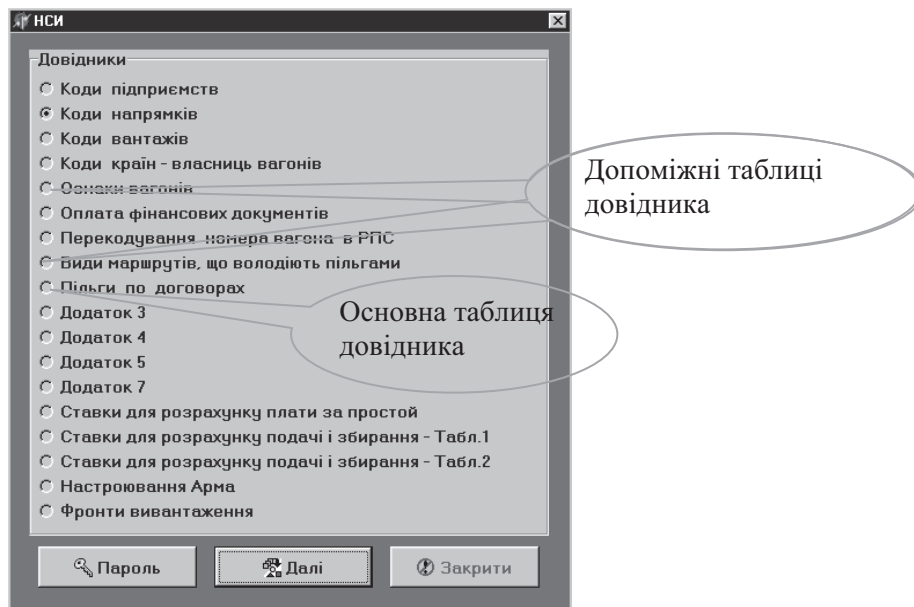 НСИ
Довідники
Коди підприємств
Коди напрямків
Коди вантажів
Коди країн - власниць вагонів
Ознаки вагонів
Оплата фінансових документів
Перекодування номера вагона в РПС
Види маршрутів, що володіють пільгами
Пільги по договорах
Додаток 3
Додаток 4
Додаток 5
Додаток 7
Ставки для розрахунку плати за простой
Ставки для розрахунку подачі і збирання - Табл.1
Ставки для розрахунку подачі і збирання - Табл.2
Настроювання Арма
Фронти вивантаження
Пароль
Далі
Закрити
Допоміжні таблиці
довідника
Основна таблиця
довідника